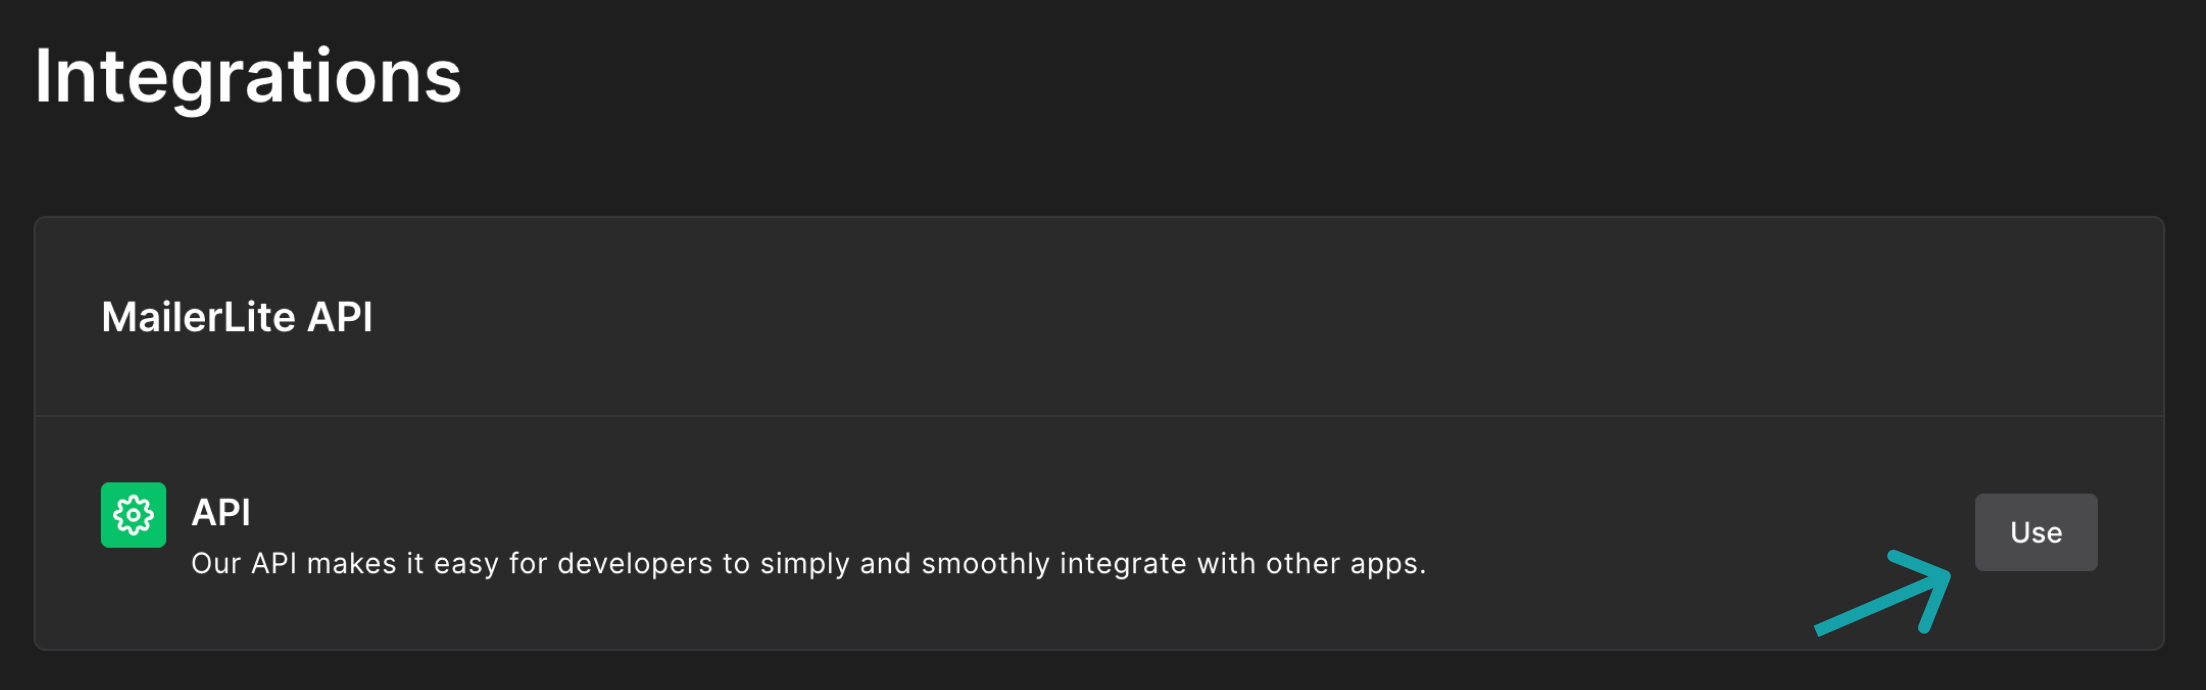 Integrations
MailerLite API
API
Our API makes it easy for developers to simply and smoothly integrate with other apps.
Use